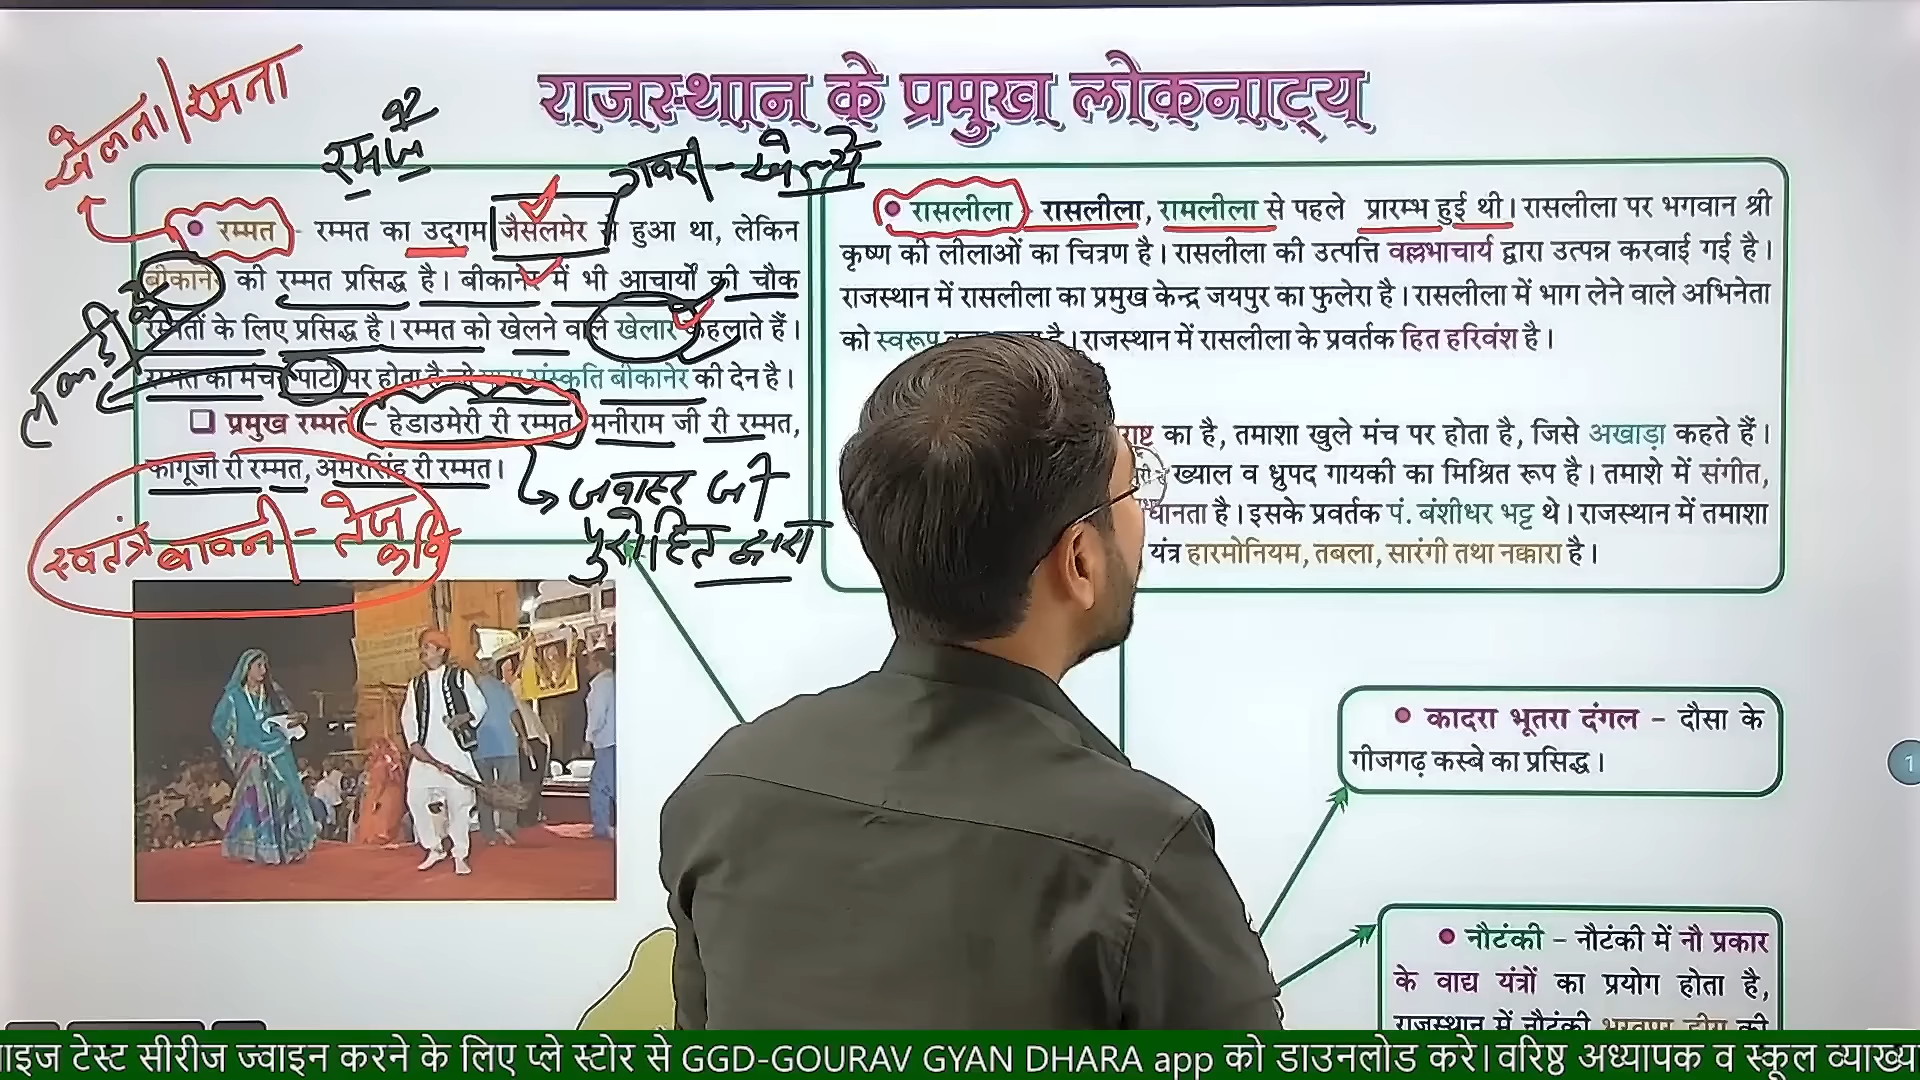 राजस्थान के प्रमुख लोकनाट्य
खेलना/रमना
गवरी - खेल्ये
रम्मत - रम्मत का उद्‌गम जैसलमेर से हुआ था, लेकिन
बीकानेर की रम्मत प्रसिद्ध है। बीकानेर में भी आचार्यों की चौक
रम्मतों के लिए प्रसिद्ध है। रम्मत को खेलने वाले खेलार कहलाते हैं।
रम्मत का मंचन पाटों पर होता है जो पाटा संस्कृति बीकानेर की देन है।
❑ प्रमुख रम्मतें - हेडाउमेरी री रम्मत, मनीराम जी री रम्मत,
कागूजी री रम्मत, अमरसिंह री रम्मत।
लकड़ी के
स्वतंत्र बावनी - तेज कवि
जवाहर जी
पुरोहित द्वारा
रासलीला - रासलीला, रामलीला से पहले प्रारम्भ हुई थी। रासलीला पर भगवान श्री
कृष्ण की लीलाओं का चित्रण है। रासलीला की उत्पत्ति वल्लभाचार्य द्वारा उत्पन्न करवाई गई है।
राजस्थान में रासलीला का प्रमुख केन्द्र जयपुर का फुलेरा है। रासलीला में भाग लेने वाले अभिनेता
को स्वरूप है। राजस्थान में रासलीला के प्रवर्तक हित हरिवंश है।
का है, तमाशा खुले मंच पर होता है, जिसे अखाड़ा कहते हैं।
ख्याल व ध्रुपद गायकी का मिश्रित रूप है। तमाशे में संगीत,
इसके प्रवर्तक पं. बंशीधर भट्ट थे। राजस्थान में तमाशा
यंत्र हारमोनियम, तबला, सारंगी तथा नक्कारा है।
कादरा भूतरा दंगल - दौसा के
गीजगढ़ कस्बे का प्रसिद्ध।
1
नौटंकी - नौटंकी में नौ प्रकार
के वाद्य यंत्रों का प्रयोग होता है,
राजस्थान में नौटंकी भरतपुर डीग की
टेस्ट सीरीज ज्वाइन करने के लिए प्ले स्टोर से GGD-GOURAV GYAN DHARA app को डाउनलोड करे। वरिष्ठ अध्यापक व स्कूल